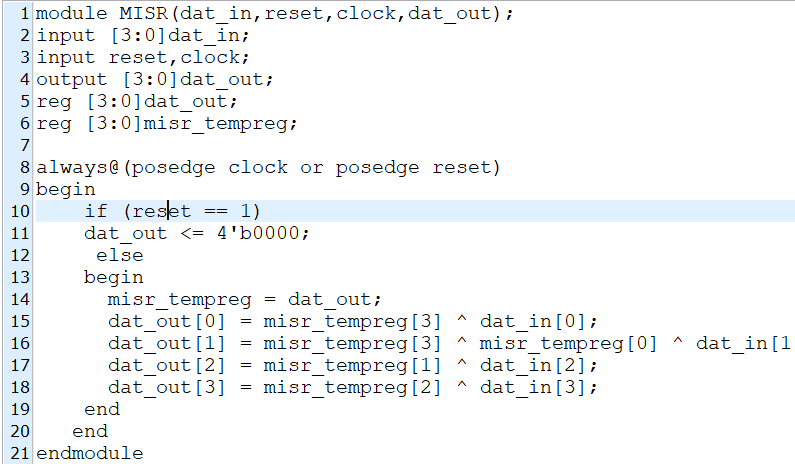 1 module MISR(dat_in,reset,clock,dat_out);
2 input [3:0]dat_in;
3 input reset,clock;
4 output [3:0]dat_out;
5 reg [3:0]dat_out;
6 reg [3:0]misr_tempreg;
7
8 always@(posedge clock or posedge reset)
9 begin
10     if (reset == 1)
11     dat_out <= 4'b0000;
12      else
13     begin
14       misr_tempreg = dat_out;
15       dat_out[0] = misr_tempreg[3] ^ dat_in[0];
16       dat_out[1] = misr_tempreg[3] ^ misr_tempreg[0] ^ dat_in[1
17       dat_out[2] = misr_tempreg[1] ^ dat_in[2];
18       dat_out[3] = misr_tempreg[2] ^ dat_in[3];
19     end
20    end
21 endmodule